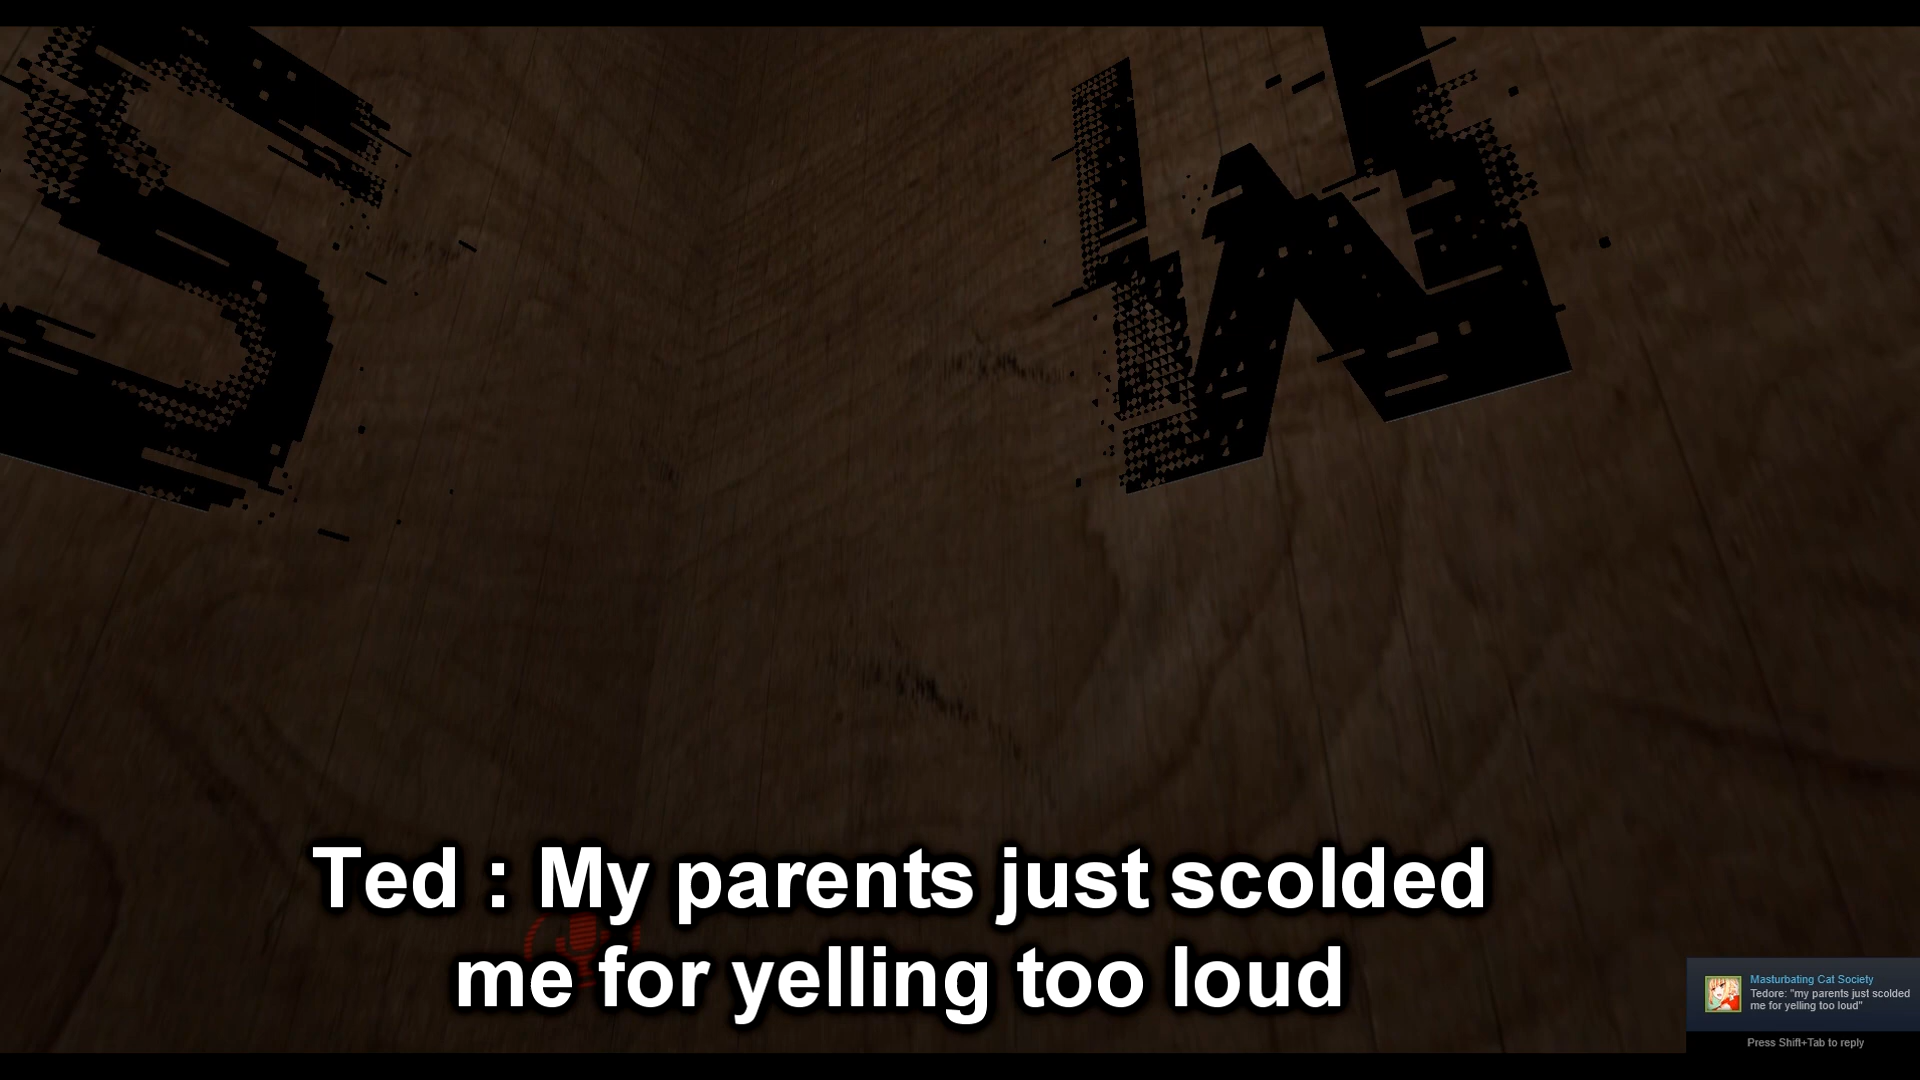 S
M
Ted : My parents just scolded
me for yelling too loud
Masturbating Cat Society
Tedore: "my parents just scolded
me for yelling too loud"
Press Shift+Tab to reply